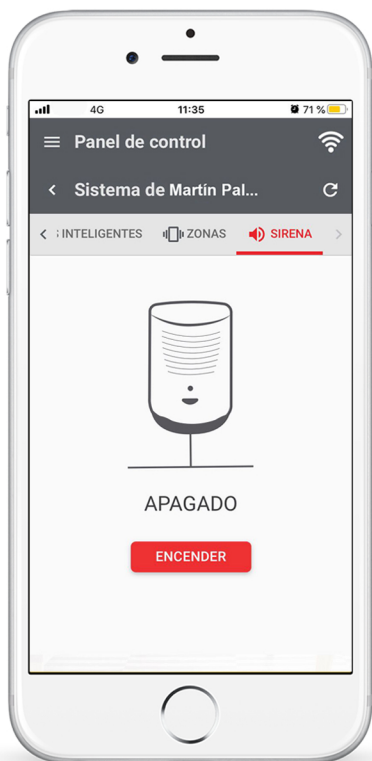 4G 11:35 71 %
Panel de control
Sistema de Martín Pal...
S INTELIGENTES ZONAS SIRENA
APAGADO
ENCENDER